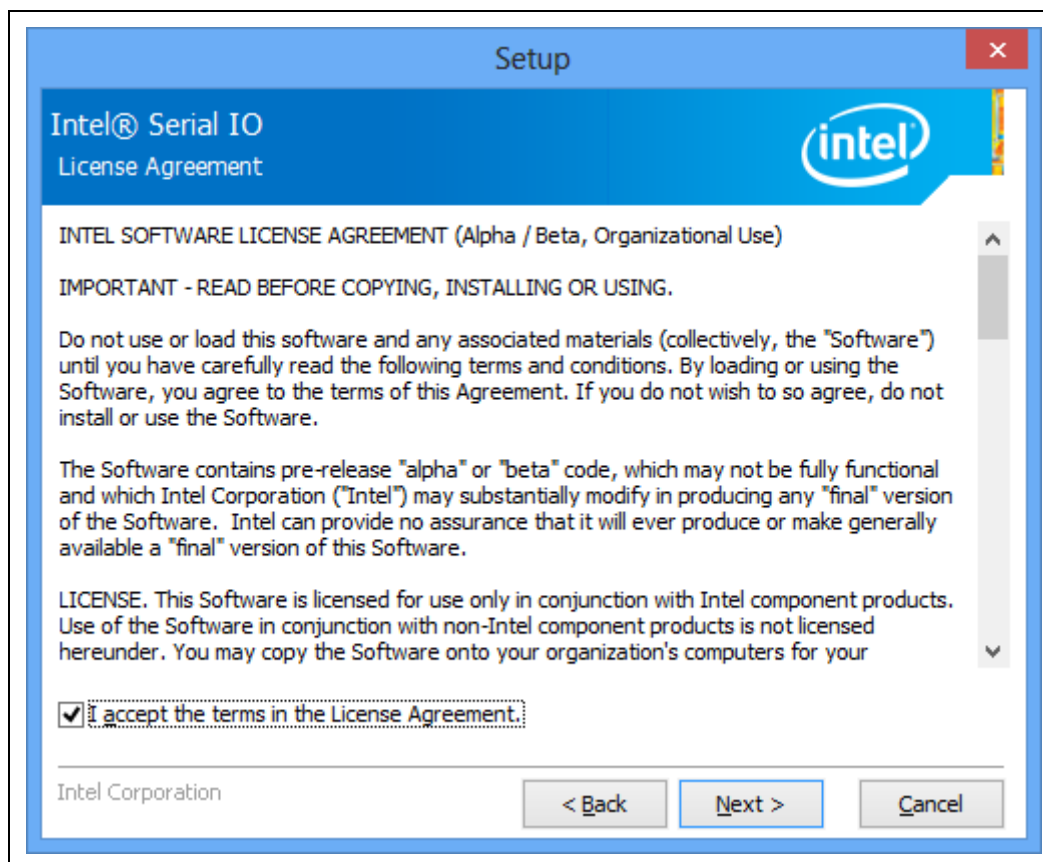 Setup
Intel® Serial IO
License Agreement
intel
INTEL SOFTWARE LICENSE AGREEMENT (Alpha / Beta, Organizational Use)
IMPORTANT - READ BEFORE COPYING, INSTALLING OR USING.
Do not use or load this software and any associated materials (collectively, the "Software")
until you have carefully read the following terms and conditions. By loading or using the
Software, you agree to the terms of this Agreement. If you do not wish to so agree, do not
install or use the Software.
The Software contains pre-release "alpha" or "beta" code, which may not be fully functional
and which Intel Corporation ("Intel") may substantially modify in producing any "final" version
of the Software.  Intel can provide no assurance that it will ever produce or make generally
available a "final" version of this Software.
LICENSE. This Software is licensed for use only in conjunction with Intel component products.
Use of the Software in conjunction with non-Intel component products is not licensed
hereunder. You may copy the Software onto your organization's computers for your
I accept the terms in the License Agreement.
Intel Corporation
< Back
Next >
Cancel